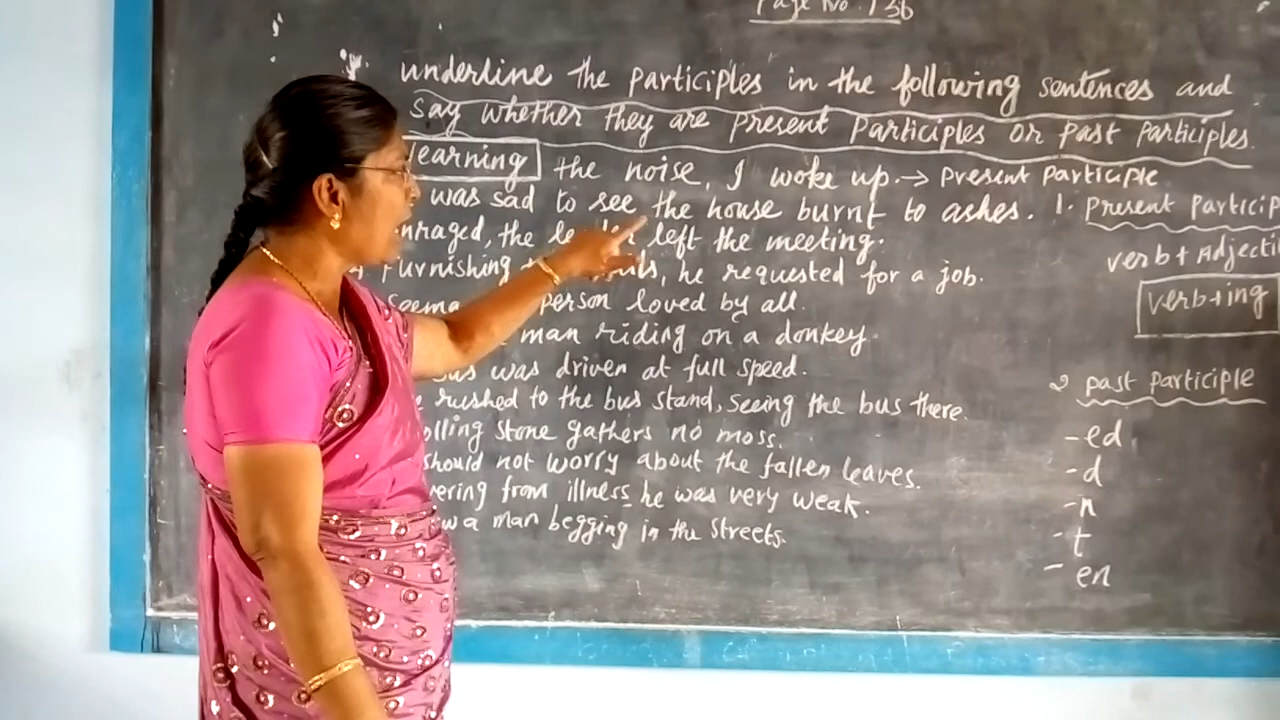 Page No. 136
underline the participles in the following sentences and
say whether they are present participles or past participles.
the noise, I woke up. → present participle
was sad to see the house burnt to ashes.
the left the meeting.
Furnishing he requested for a job.
Seema person loved by all.
man riding on a donkey.
was driven at full speed.
rushed to the bus stand, seeing the bus there.
stone gathers no moss.
should not worry about the fallen leaves.
from illness he was very weak.
a man begging in the streets.
1. Present
verb +
verb+ing
2) past participle
-ed
-d
-n
-t
-en